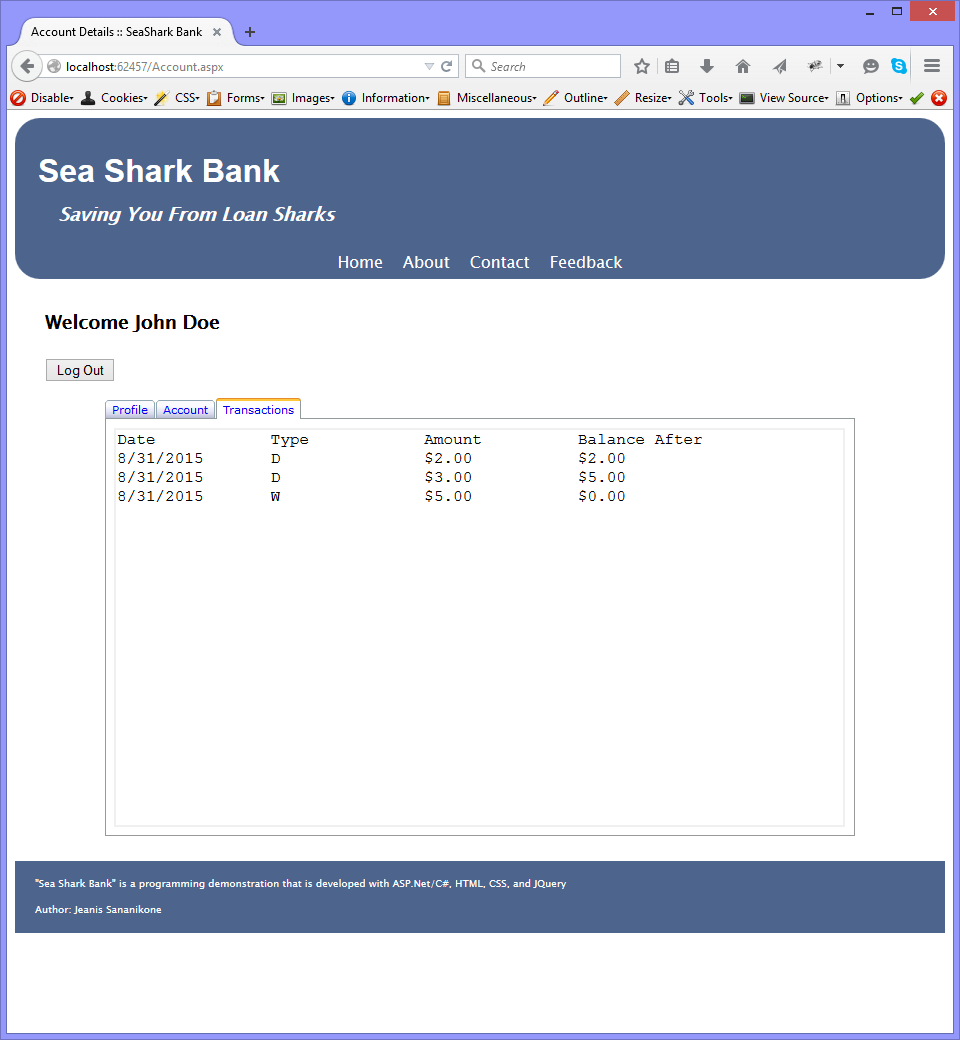 Account Details :: SeaShark Bank
localhost:62457/Account.aspx
Search
Disable Cookies CSS Forms Images Information Miscellaneous Outline Resize Tools View Source Options
Sea Shark Bank
Saving You From Loan Sharks
Home About Contact Feedback
Welcome John Doe
Log Out
Profile Account Transactions
Date Type Amount Balance After
8/31/2015 D $2.00 $2.00
8/31/2015 D $3.00 $5.00
8/31/2015 W $5.00 $0.00
"Sea Shark Bank" is a programming demonstration that is developed with ASP.Net/C#, HTML, CSS, and JQuery
Author: Jeanis Sananikone